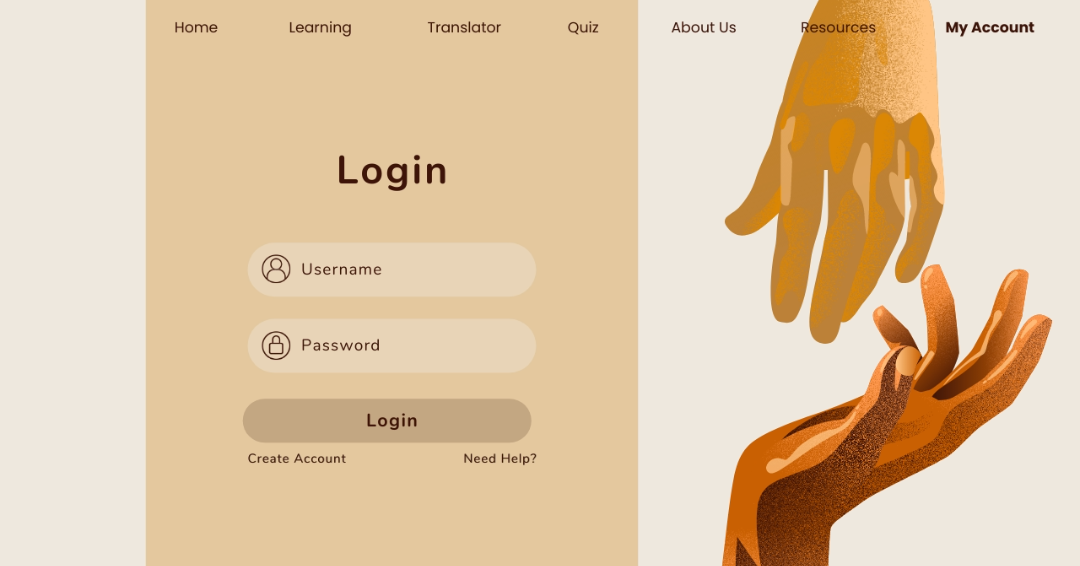 Home Learning Translator Quiz About Us Resources My Account
Login
Username
Password
Login
Create Account Need Help?